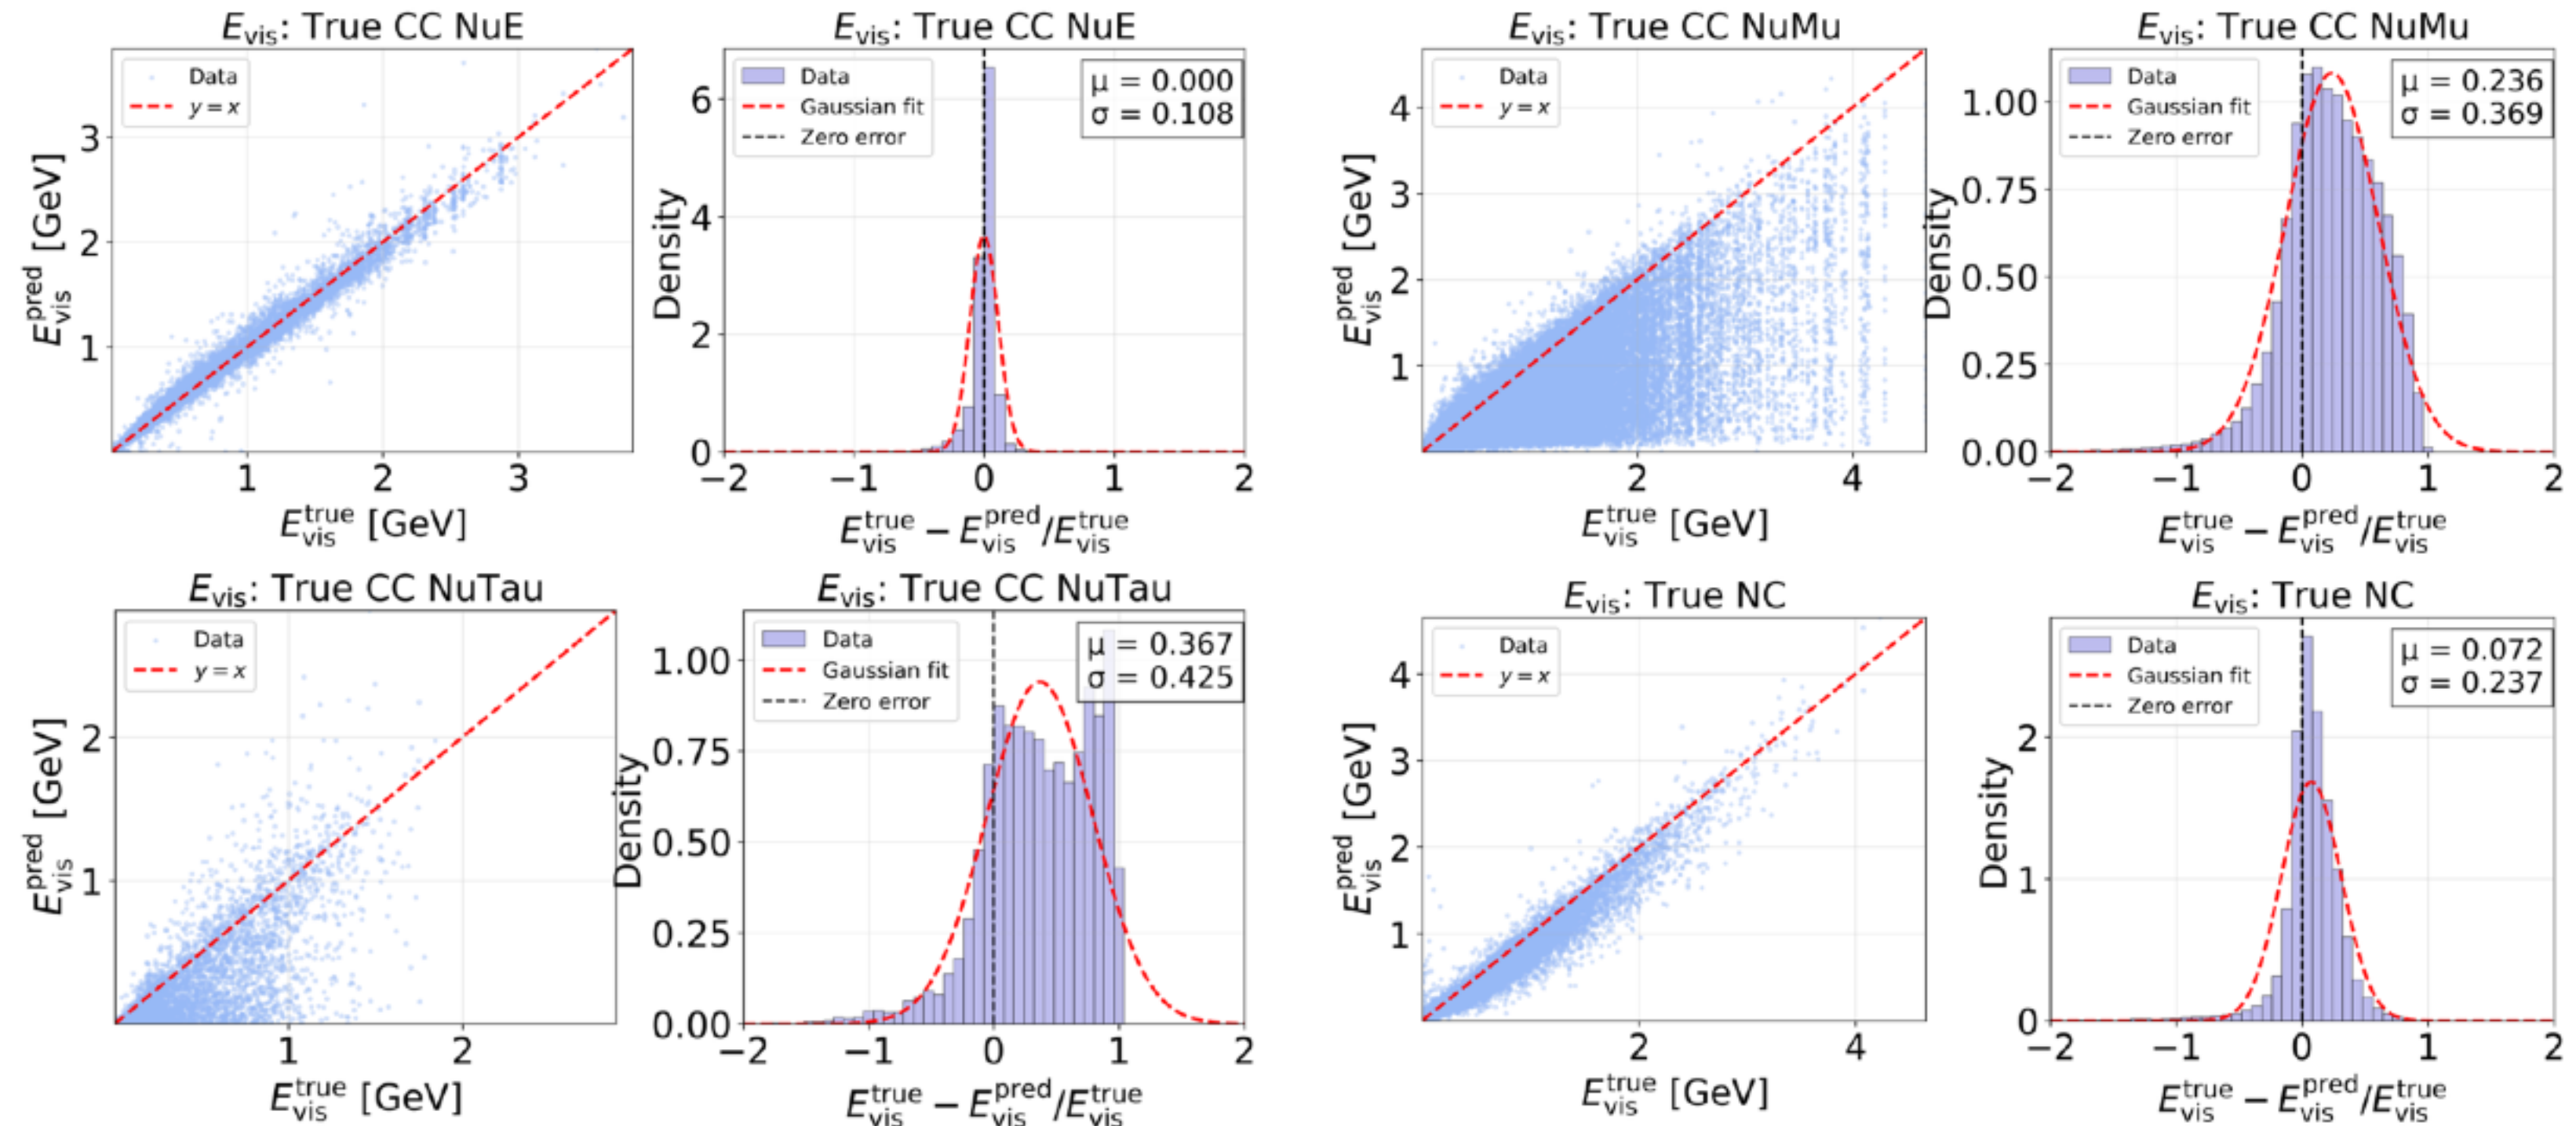 E_vis: True CC NuE
Data
y = x
3
2
1
E_vis^pred [GeV]
1 2 3
E_vis^true [GeV]
E_vis: True CC NuE
Data
Gaussian fit
Zero error
μ = 0.000
σ = 0.108
6
4
2
0
Density
−2 −1 0 1 2
E_vis^true − E_vis^pred/E_vis^true
E_vis: True CC NuMu
Data
y = x
4
3
2
1
E_vis^pred [GeV]
2 4
E_vis^true [GeV]
E_vis: True CC NuMu
Data
Gaussian fit
Zero error
μ = 0.236
σ = 0.369
1.00
0.75
0.50
0.25
0.00
Density
−2 −1 0 1 2
E_vis^true − E_vis^pred/E_vis^true
E_vis: True CC NuTau
Data
y = x
2
1
E_vis^pred [GeV]
1 2
E_vis^true [GeV]
E_vis: True CC NuTau
Data
Gaussian fit
Zero error
μ = 0.367
σ = 0.425
1.00
0.75
0.50
0.25
0.00
Density
−2 −1 0 1 2
E_vis^true − E_vis^pred/E_vis^true
E_vis: True NC
Data
y = x
4
3
2
1
E_vis^pred [GeV]
2 4
E_vis^true [GeV]
E_vis: True NC
Data
Gaussian fit
Zero error
μ = 0.072
σ = 0.237
2
1
0
Density
−2 −1 0 1 2
E_vis^true − E_vis^pred/E_vis^true